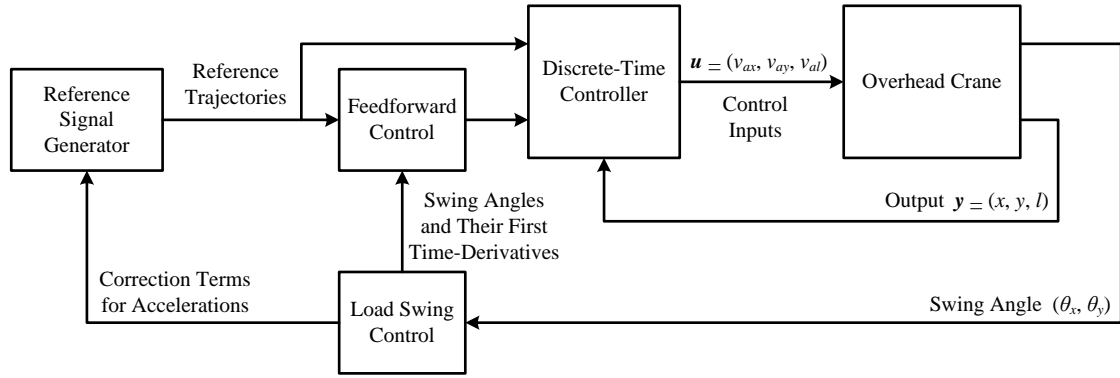 Reference
Signal
Generator
Reference
Trajectories
Feedforward
Control
Discrete-Time
Controller
u = (vax, vay, val)
Control
Inputs
Overhead Crane
Output y = (x, y, l)
Swing Angles
and Their First
Time-Derivatives
Correction Terms
for Accelerations
Load Swing
Control
Swing Angle (θx, θy)